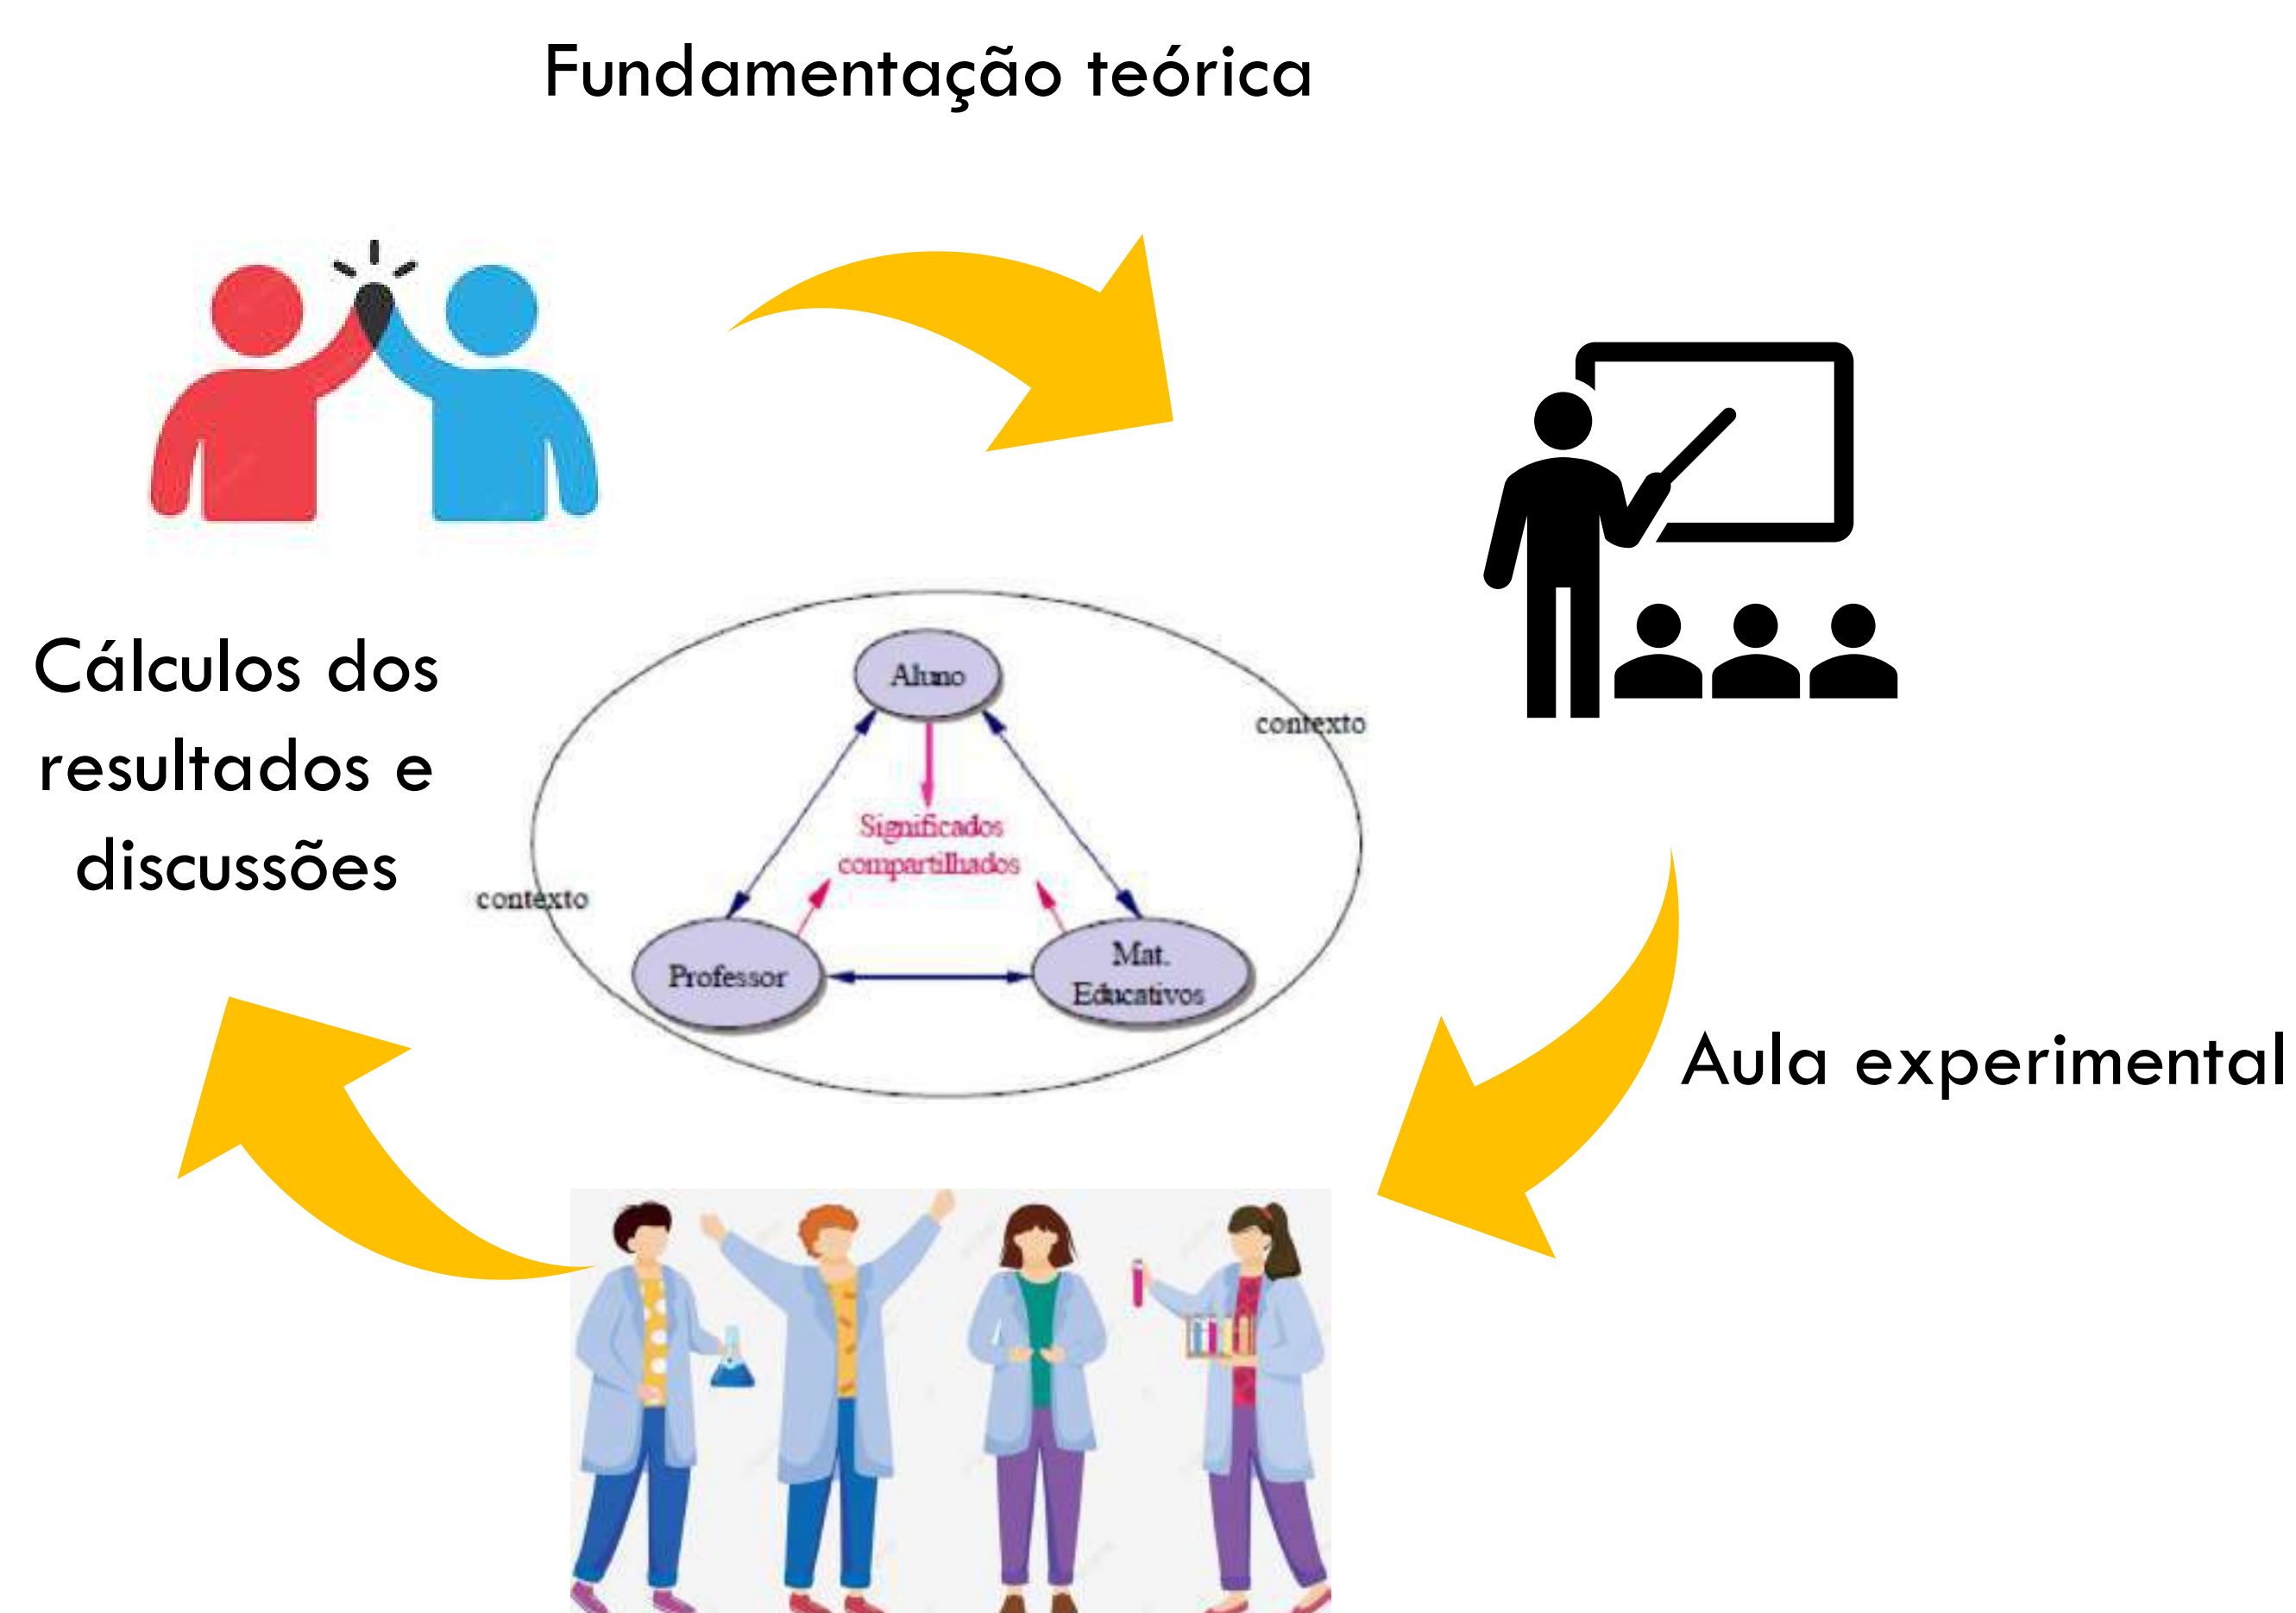 Fundamentação teórica
Cálculos dos
resultados e
discussões
Aluno
contexto
Significados
compartilhados
contexto
Professor
Mat.
Educativos
Aula experimental